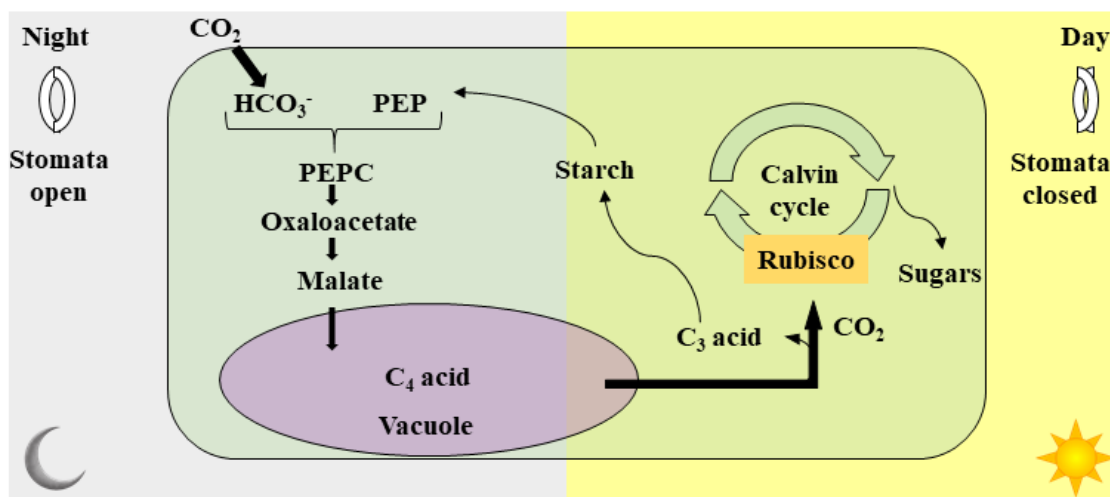 Night
CO₂
Day
HCO₃⁻
PEP
Stomata
open
Starch
Calvin
cycle
Stomata
closed
PEPC
Oxaloacetate
Rubisco
Sugars
Malate
C₃ acid
CO₂
C₄ acid
Vacuole